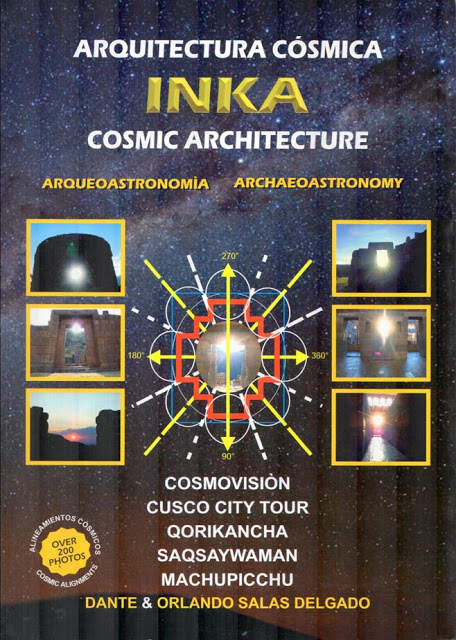 ARQUITECTURA CÓSMICA
INKA
COSMIC ARCHITECTURE
ARQUEOASTRONOMÍA ARCHAEOASTRONOMY
270°
180° 360°
90°
COSMOVISIÒN
CUSCO CITY TOUR
QORIKANCHA
SAQSAYWAMAN
MACHUPICCHU
DANTE & ORLANDO SALAS DELGADO
ALINEAMIENTOS CÓSMICOS
OVER
200
PHOTOS
COSMIC ALIGNMENTS